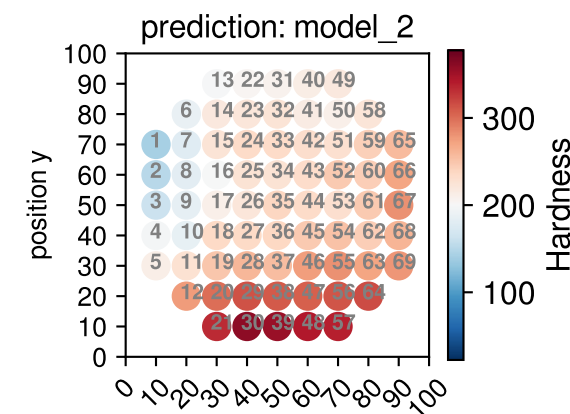 prediction: model_2
100
90 13 22 31 40 49
80 6 14 23 32 41 50 58
70 1 7 15 24 33 42 51 59 65
60 2 8 16 25 34 43 52 60 66
50 3 9 17 26 35 44 53 61 67
40 4 10 18 27 36 45 54 62 68
30 5 11 19 28 37 46 55 63 69
20 12 20 29 38 47 56 64
10 21 30 39 48 57
0
position y
0 10 20 30 40 50 60 70 80 90 100
300
200
100
Hardness